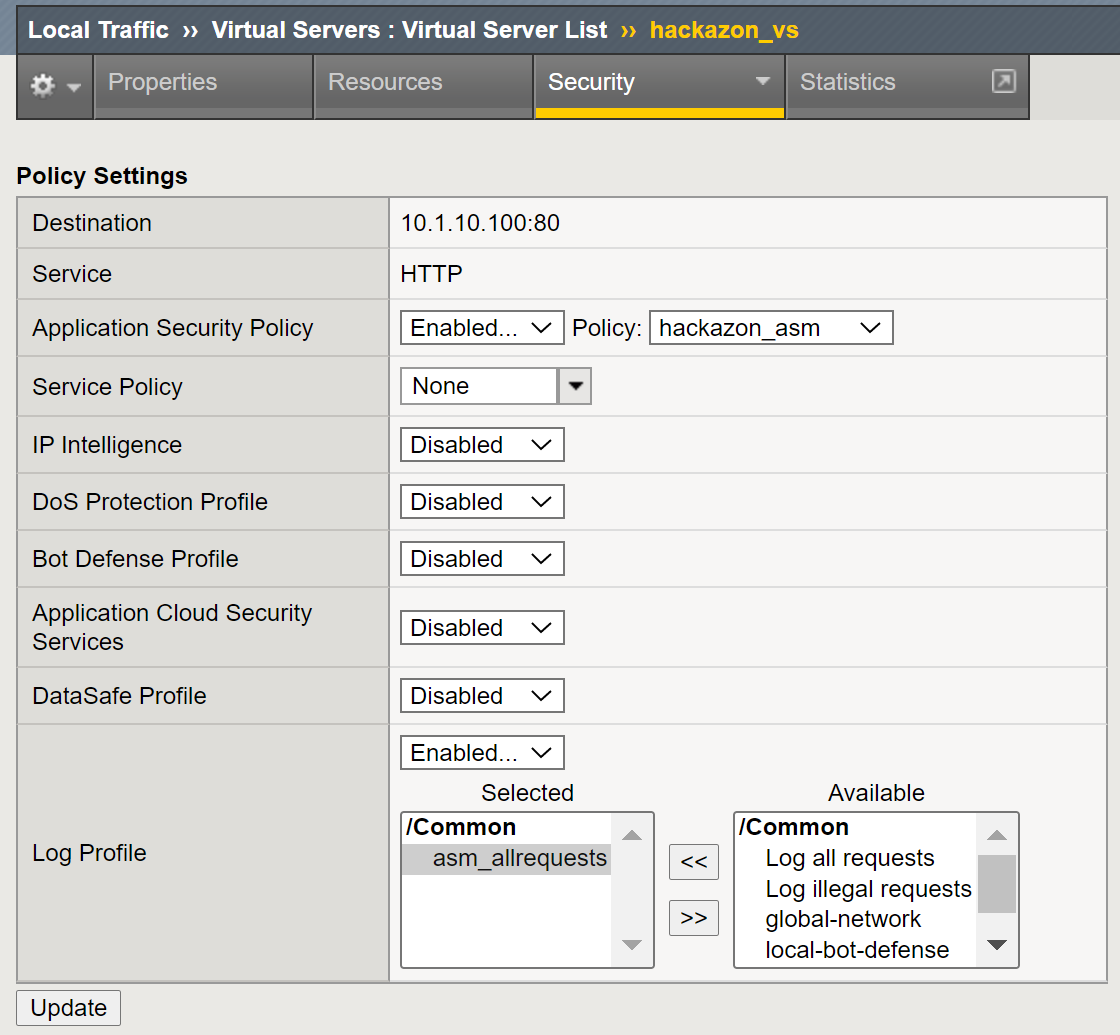 Local Traffic ›› Virtual Servers : Virtual Server List ›› hackazon_vs
Properties Resources Security Statistics
Policy Settings
Destination 10.1.10.100:80
Service HTTP
Application Security Policy Enabled... Policy: hackazon_asm
Service Policy None
IP Intelligence Disabled
DoS Protection Profile Disabled
Bot Defense Profile Disabled
Application Cloud Security
Services Disabled
DataSafe Profile Disabled
Log Profile Enabled...
Selected Available
/Common /Common
asm_allrequests << Log all requests
Log illegal requests
>> global-network
local-bot-defense
Update